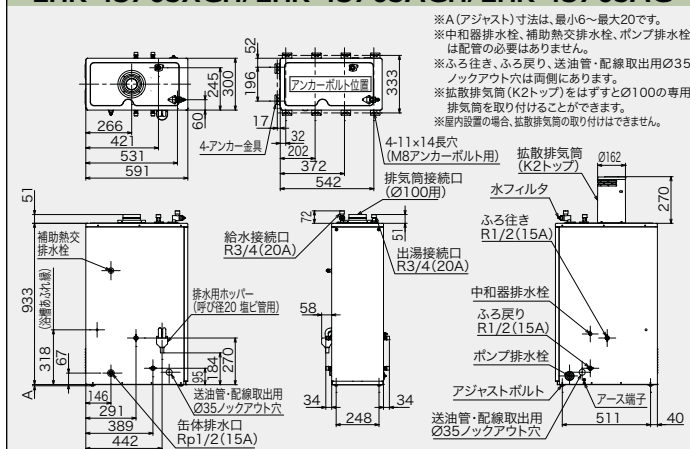 ※A(アジャスト)寸法は、最小6～最大20です。
※中和器排水栓、補助熱交排水栓、ポンプ排水栓
は配管の必要はありません。
※ふろ往き、ふろ戻り、送油管・配線取出用Ø35
ノックアウト穴は両側にあります。
※拡散排気筒(K2トップ)をはずすとØ100の専用
排気筒を取り付けることができます。
※屋内設置の場合、拡散排気筒の取り付けはできません。
245
300
60
266
421
531
591
52
196
アンカーボルト位置
333
17
4-アンカー金具
32
202
372
542
4-11×14長穴
(M8アンカーボルト用)
排気筒接続口
(Ø100用)
拡散排気筒
(K2トップ)
Ø162
270
水フィルタ
51
933
(浴槽あふれ縁)
318
67
A
補助熱交
排水栓
排水用ホッパー
(呼び径20 塩ビ管用)
95
184
270
146
291
389
442
送油管・配線取出用
Ø35ノックアウト穴
缶体排水口
Rp1/2(15A)
給水接続口
R3/4(20A)
72
51
出湯接続口
R3/4(20A)
58
34
248
34
ふろ往き
R1/2(15A)
中和器排水栓
ふろ戻り
R1/2(15A)
ポンプ排水栓
アジャストボルト
送油管・配線取出用
Ø35ノックアウト穴
アース端子
511
40